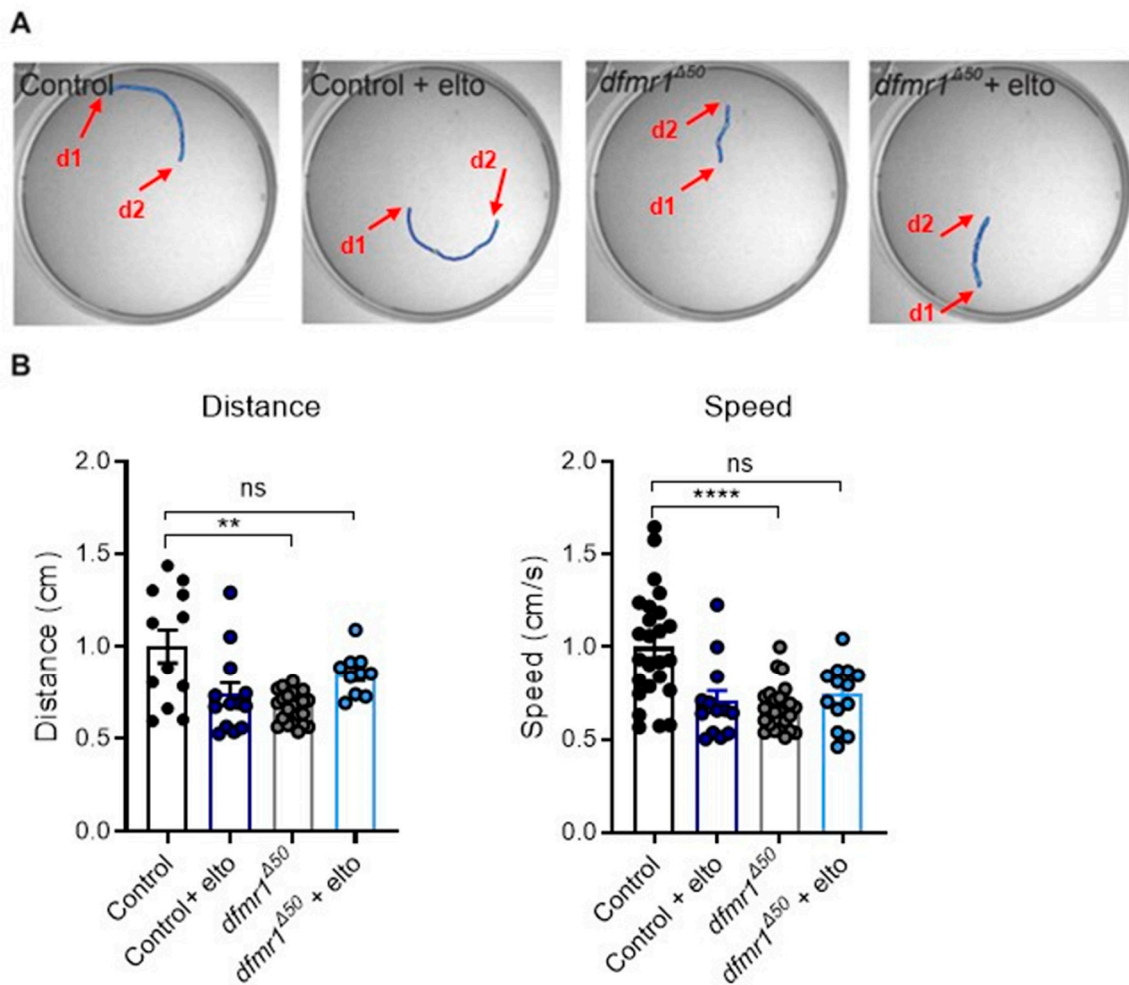 A
Control
d1
d2
Control + elto
d1
d2
dfmr1Δ50
d2
d1
dfmr1Δ50 + elto
d2
d1
B
Distance
2.0
1.5
1.0
0.5
0.0
Distance (cm)
ns
**
Control
Control + elto
dfmr1Δ50
dfmr1Δ50 + elto
Speed
2.0
1.5
1.0
0.5
0.0
Speed (cm/s)
ns
****
Control
Control + elto
dfmr1Δ50
dfmr1Δ50 + elto